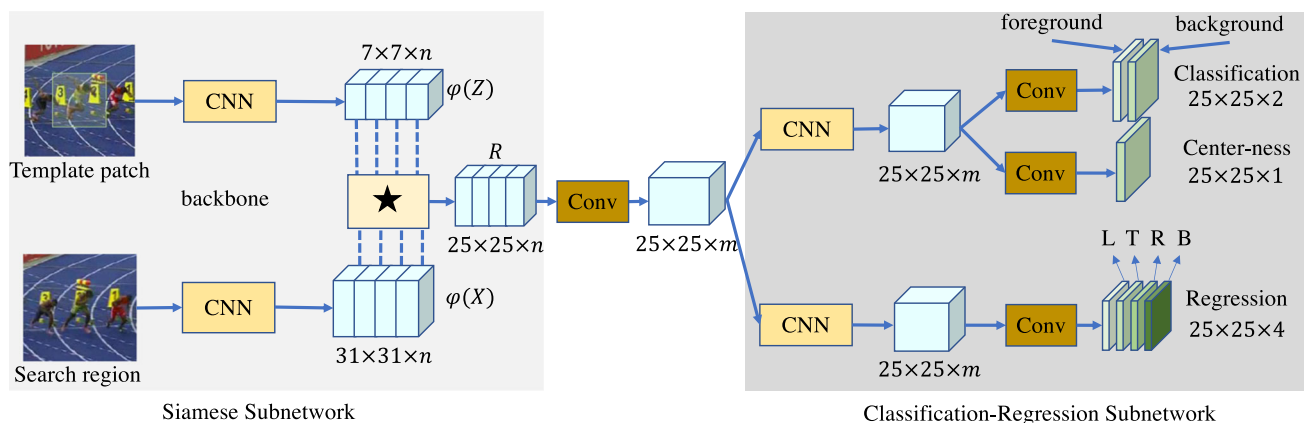 7×7×n
CNN
φ(Z)
Template patch
backbone
★
R
25×25×n
Conv
25×25×m
CNN
φ(X)
31×31×n
Search region
Siamese Subnetwork
foreground
background
CNN
25×25×m
Conv
Classification
25×25×2
Conv
Center-ness
25×25×1
L T R B
CNN
25×25×m
Conv
Regression
25×25×4
Classification-Regression Subnetwork